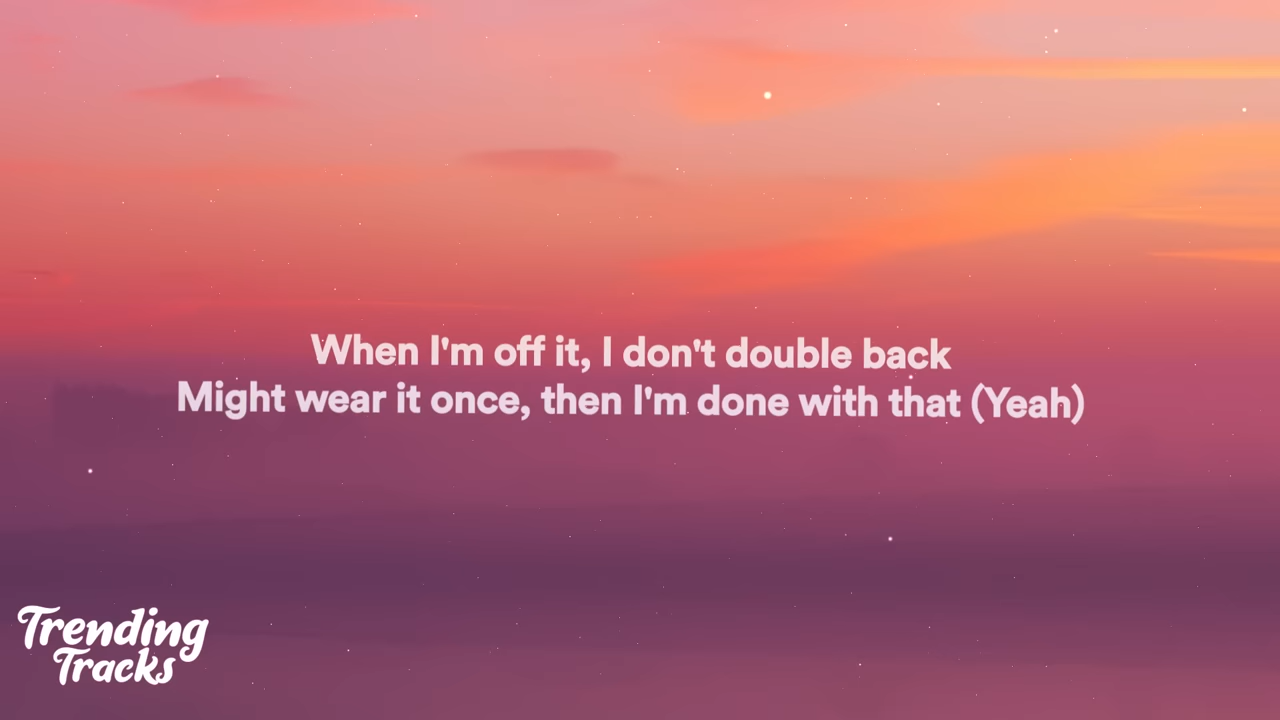 When I'm off it, I don't double back
Might wear it once, then I'm done with that (Yeah)
Trending
Tracks